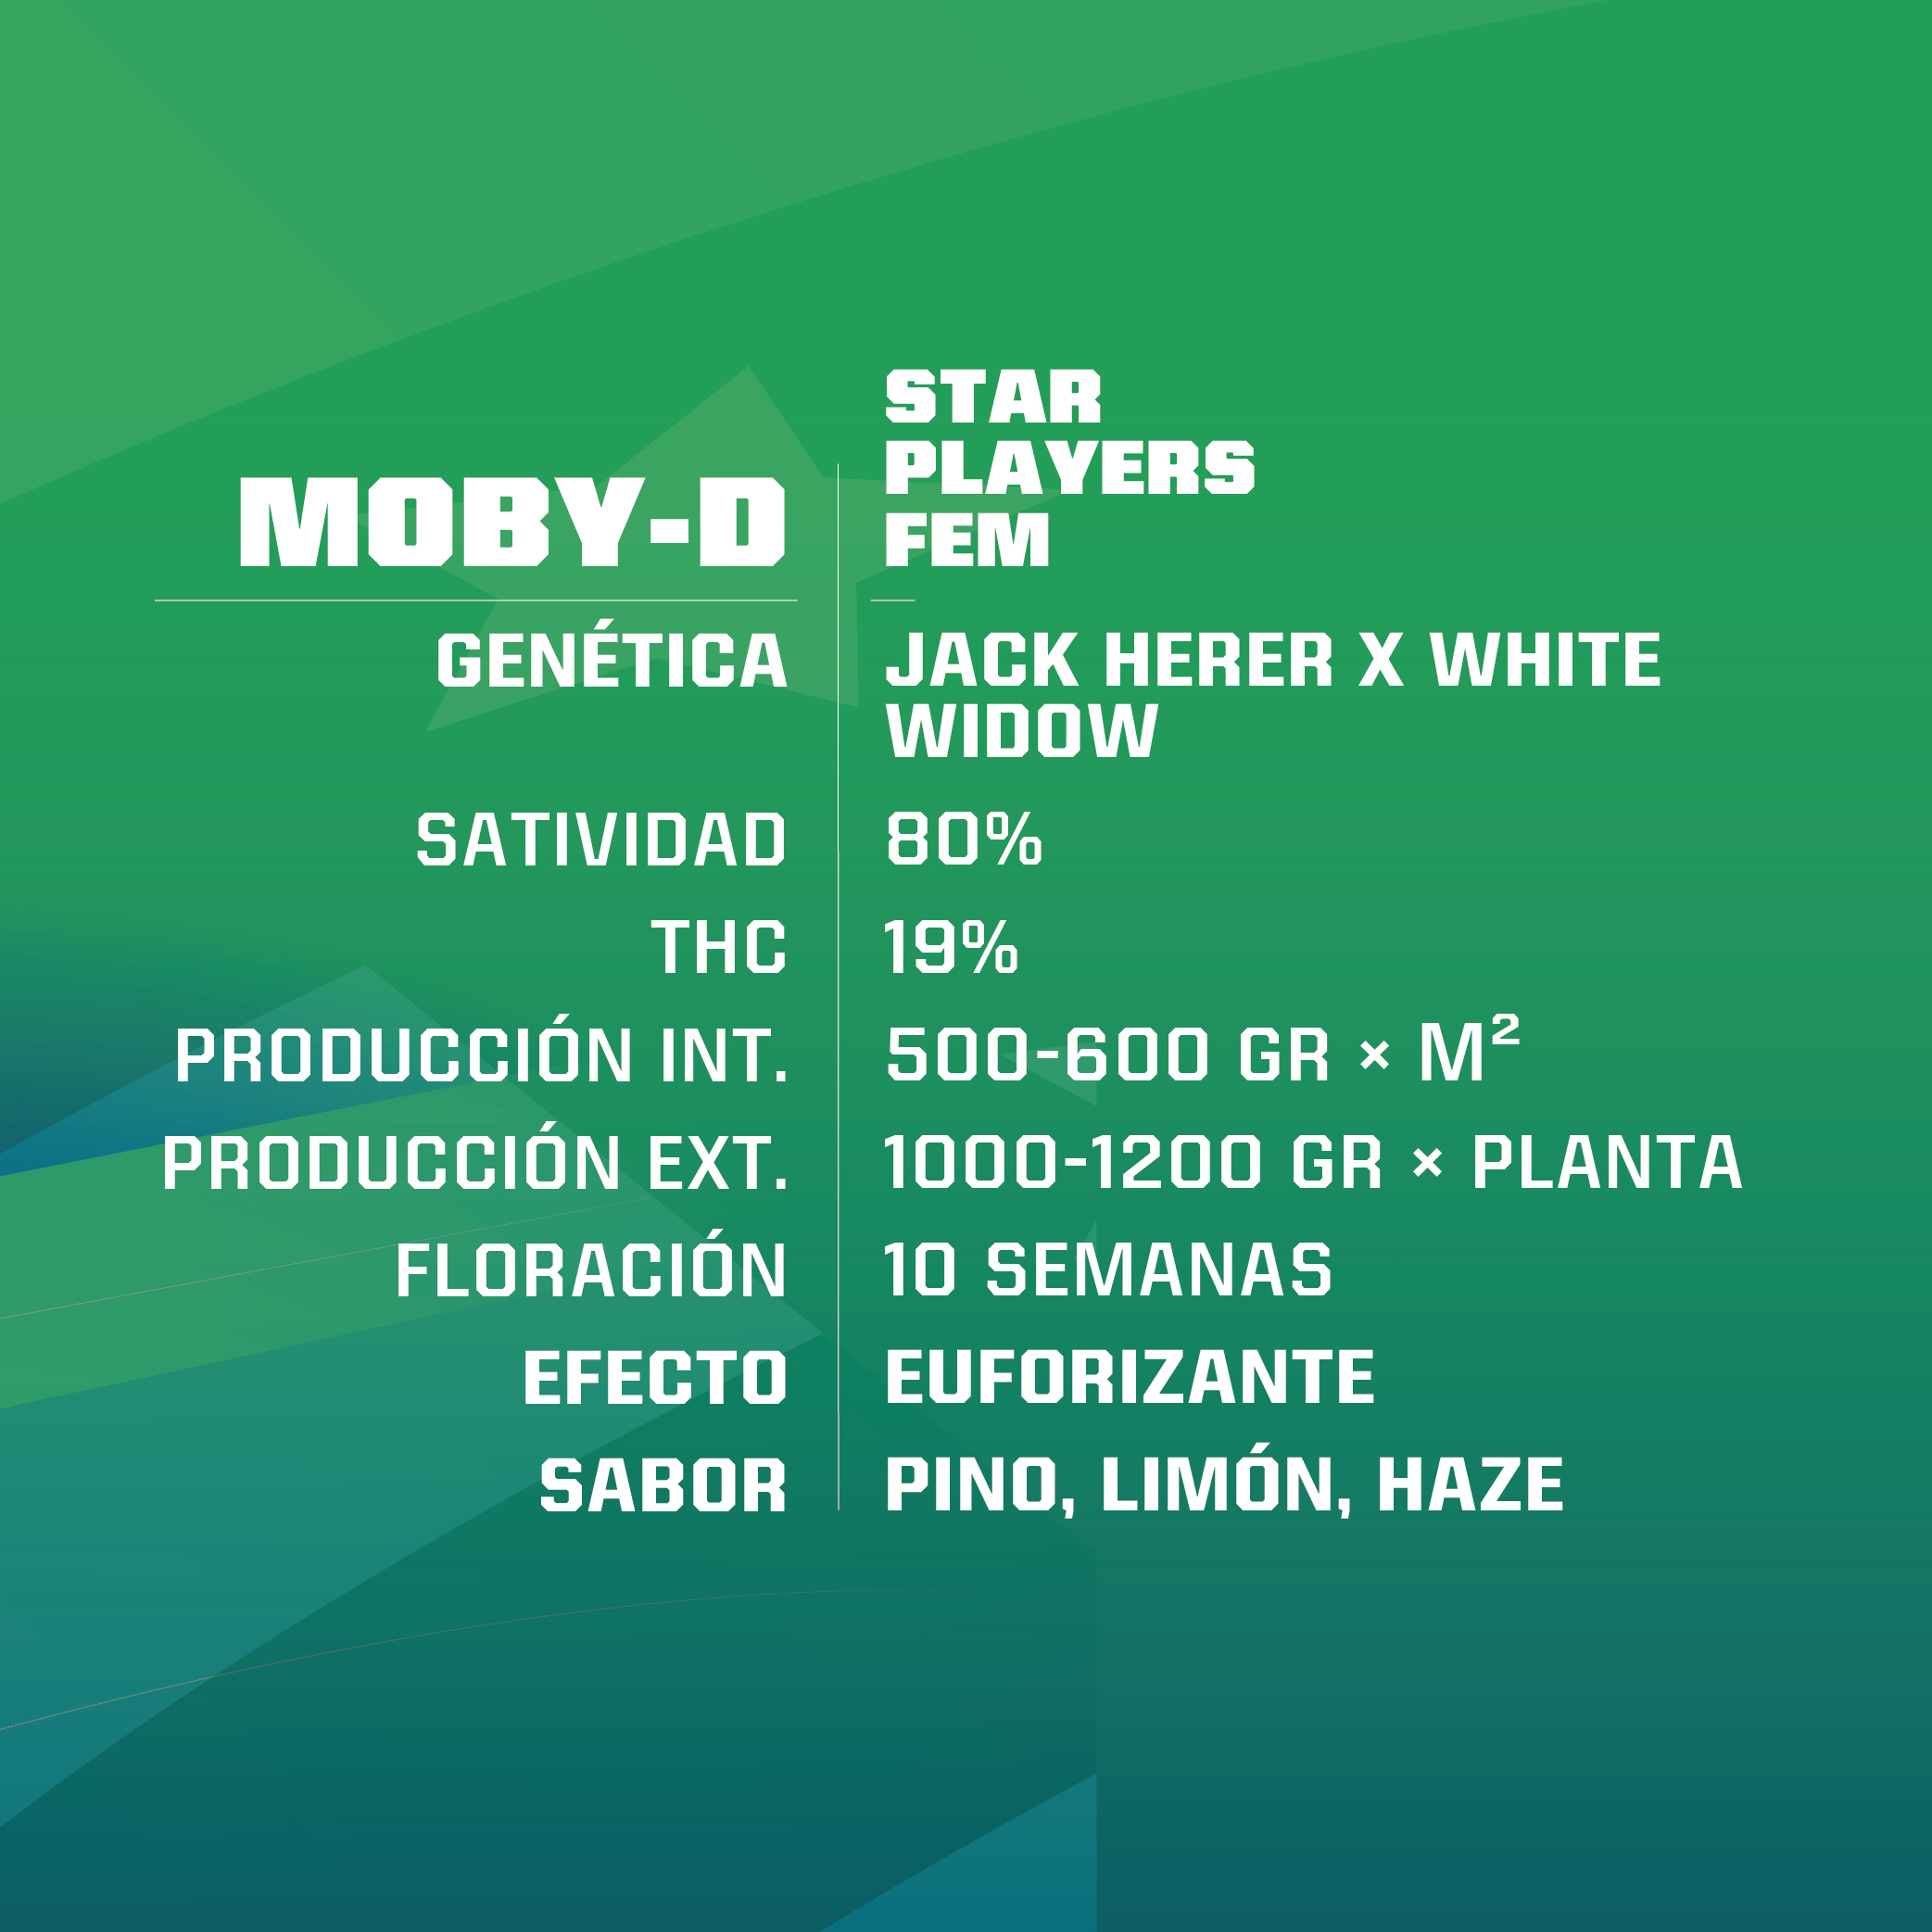 MOBY-D
STAR
PLAYERS
FEM
GENÉTICA
JACK HERER X WHITE
WIDOW
SATIVIDAD
80%
THC
19%
PRODUCCIÓN INT.
500-600 GR × M²
PRODUCCIÓN EXT.
1000-1200 GR × PLANTA
FLORACIÓN
10 SEMANAS
EFECTO
EUFORIZANTE
SABOR
PINO, LIMÓN, HAZE